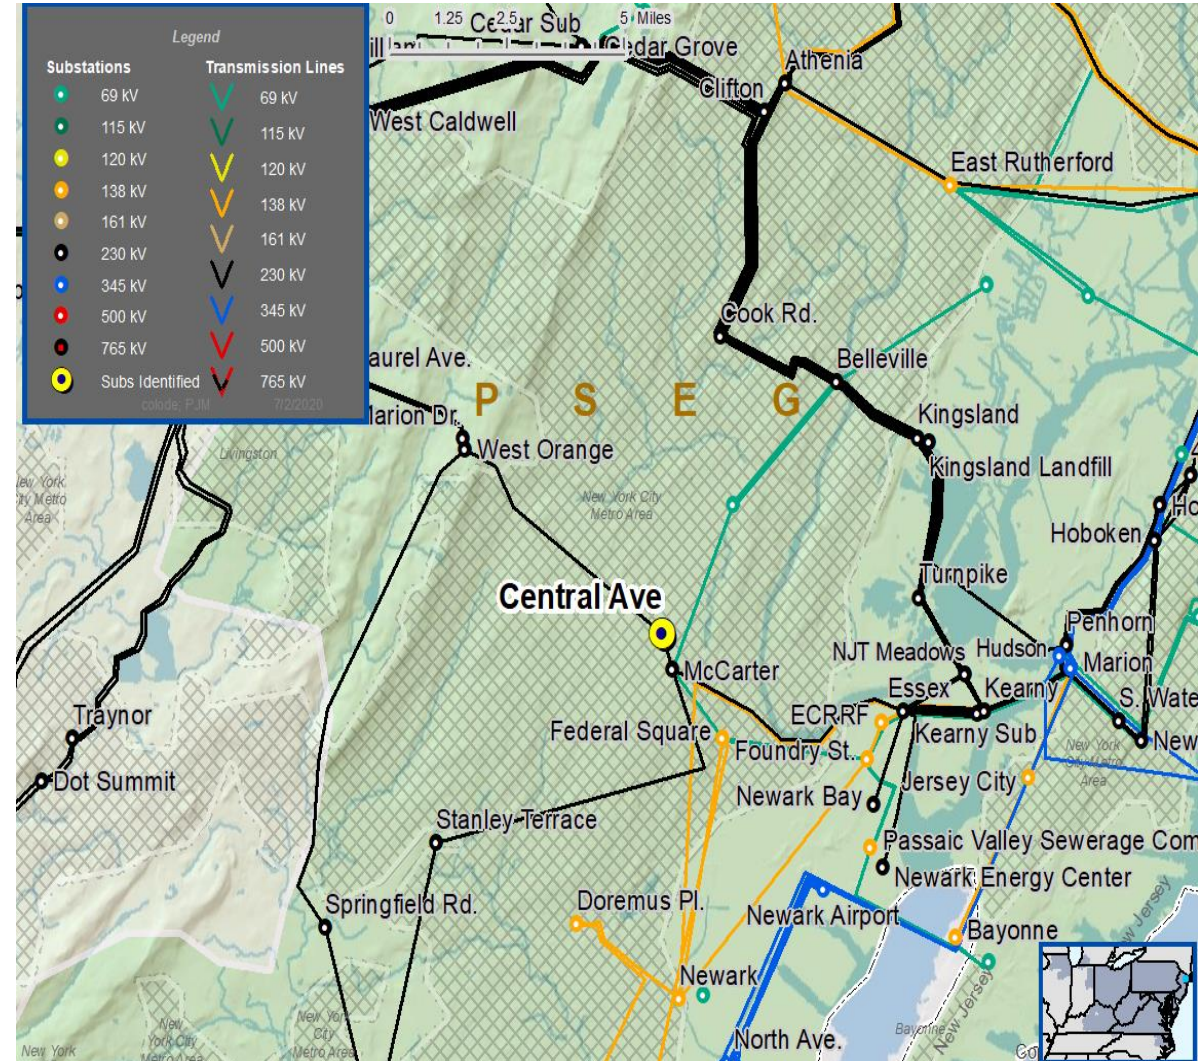 Legend
Substations
Transmission Lines
69 kV
69 kV
115 kV
115 kV
120 kV
120 kV
138 kV
138 kV
161 kV
161 kV
230 kV
230 kV
345 kV
345 kV
500 kV
500 kV
765 kV
765 kV
Subs Identified
7/2/2020
0 1.25 2.5 5 Miles
Cedar Sub
Cedar Grove
Athenia
Clifton
West Caldwell
East Rutherford
Cook Rd.
Belleville
aurel Ave.
P S E G
Marion Dr.
West Orange
Kingsland
Kingsland Landfill
Livingston
New York City
Metro Area
New York
City Metro
Area
Hoboken
Ho
Turnpike
Central Ave
Penhorn
NJT Meadows
Hudson
Marion
McCarter
Essex
Kearny
S. Wate
ECRRF
Kearny Sub
Federal Square
Foundry St.
New
New York
City Metro
Area
Traynor
Dot Summit
Jersey City
Newark Bay
Stanley Terrace
Passaic Valley Sewerage Com
Newark Energy Center
Springfield Rd.
Doremus Pl.
Newark Airport
Bayonne
New Jersey
New Jersey
Newark
North Ave.
Bayonne
New York
New
York
City
Metro Area
New York
City
Metro
Area